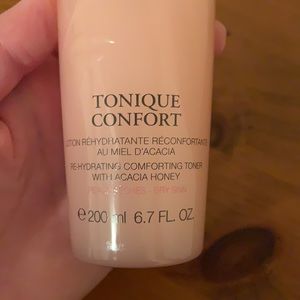 TONIQUE
CONFORT
LOTION RÉHYDRATANTE RÉCONFORTANTE
AU MIEL D'ACACIA
RE-HYDRATING COMFORTING TONER
WITH ACACIA HONEY
PEAUX SÈCHES - DRY SKIN
℮ 200 ml 6.7 FL. OZ.